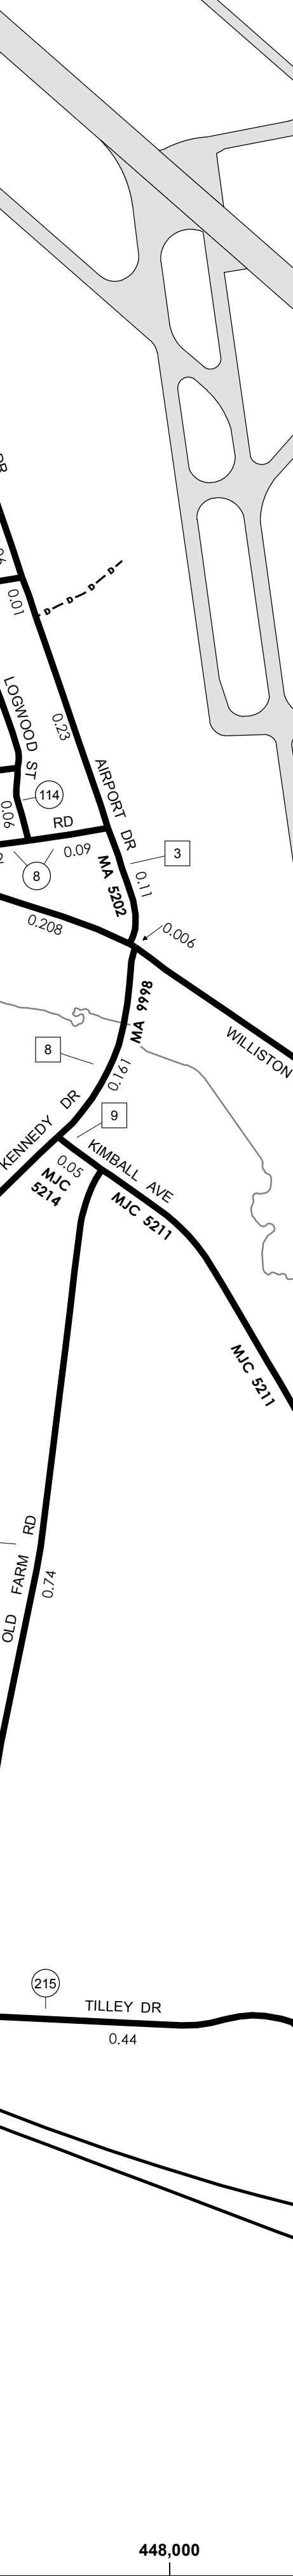 DR
0.01
D D D D
LOGWOOD ST
0.23
114
0.06
AIRPORT DR
RD
0.09
8
MA 5202
3
0.11
0.208
0.006
MA 9998
WILLISTON
8
0.161
KENNEDY DR
9
KIMBALL AVE
0.05
MJC
5214
MJC 5211
MJC 5211
OLD FARM RD
0.74
215
TILLEY DR
0.44
448,000